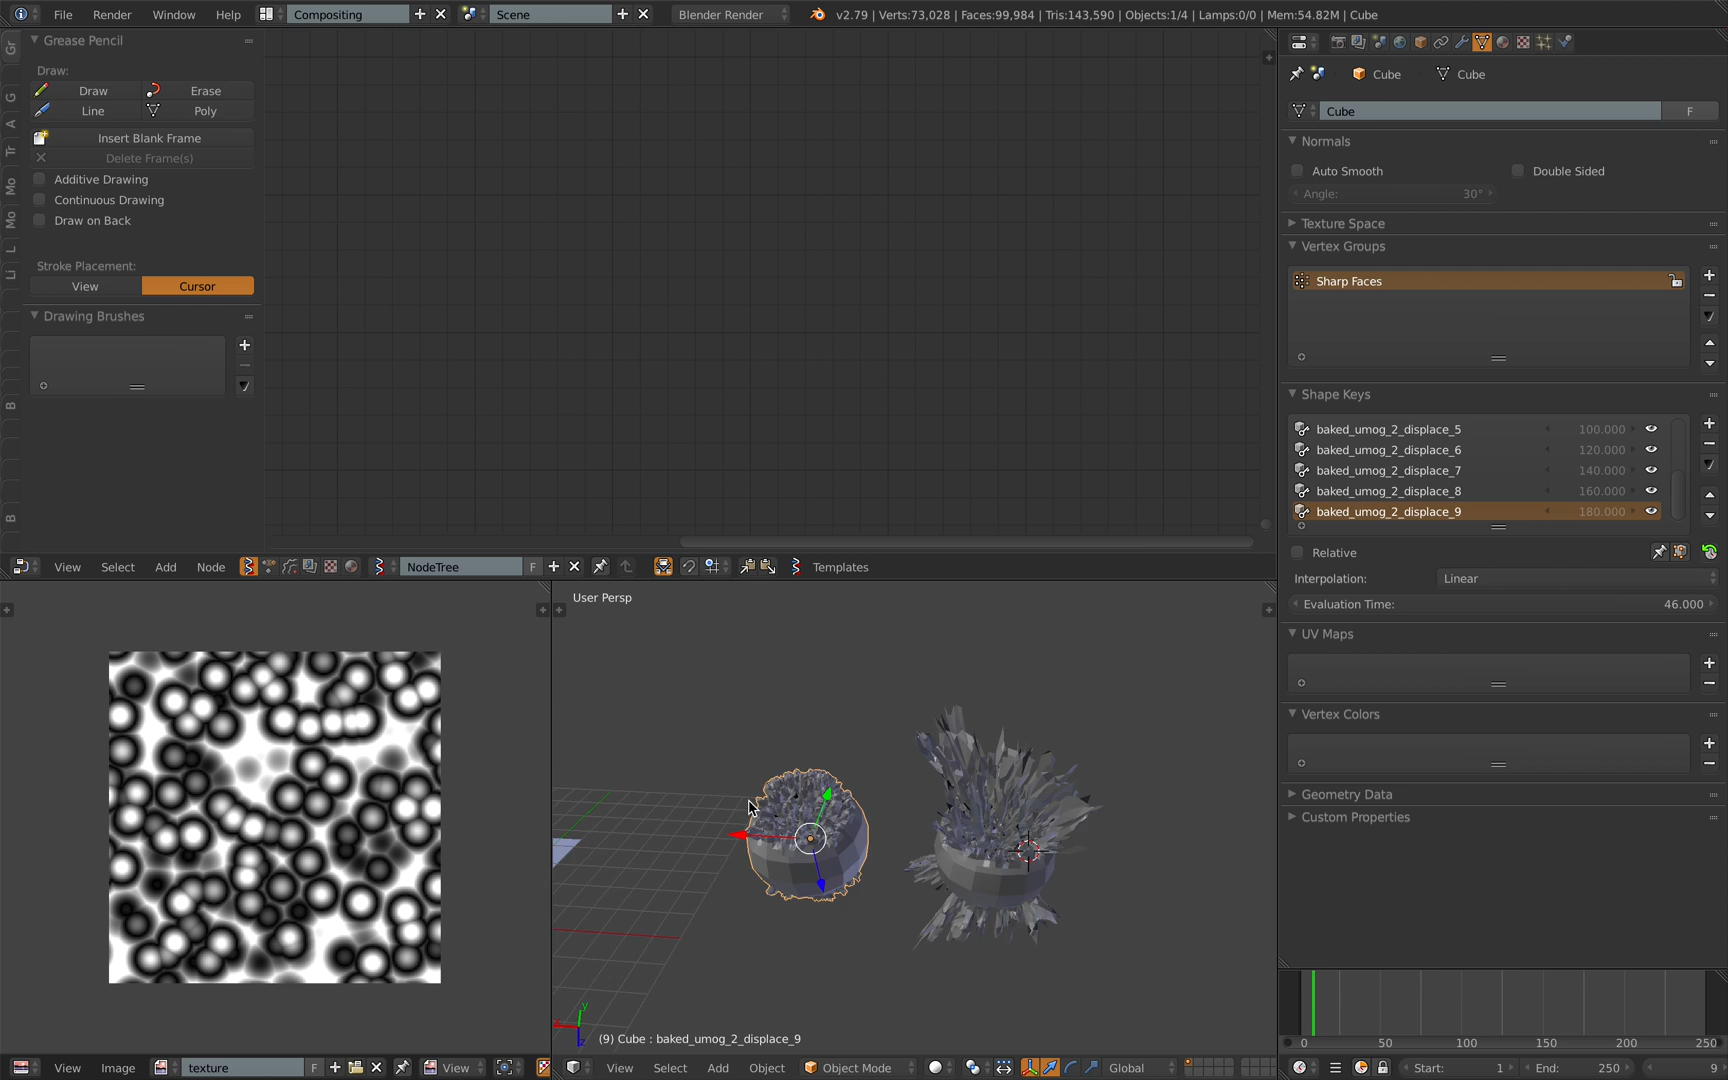 File Render Window Help Compositing Scene Blender Render v2.79 | Verts:73,028 | Faces:99,984 | Tris:143,590 | Objects:1/4 | Lamps:0/0 | Mem:54.82M | Cube
Gr
G
A
Tr
Mo
Mo
L
Li
B
B
Grease Pencil
Draw:
Draw Erase
Line Poly
Insert Blank Frame
Delete Frame(s)
Additive Drawing
Continuous Drawing
Draw on Back
Stroke Placement:
View Cursor
Drawing Brushes
View Select Add Node NodeTree F Templates
User Persp
(9) Cube : baked_umog_2_displace_9
y
z
View Image texture F View
View Select Add Object Object Mode Global
Cube Cube
Cube F
Normals
Auto Smooth Double Sided
Angle: 30°
Texture Space
Vertex Groups
Sharp Faces
Shape Keys
baked_umog_2_displace_5 100.000
baked_umog_2_displace_6 120.000
baked_umog_2_displace_7 140.000
baked_umog_2_displace_8 160.000
baked_umog_2_displace_9 180.000
Relative
Interpolation: Linear
Evaluation Time: 46.000
UV Maps
Vertex Colors
Geometry Data
Custom Properties
0 50 100 150 200 250
Start: 1 End: 250 9